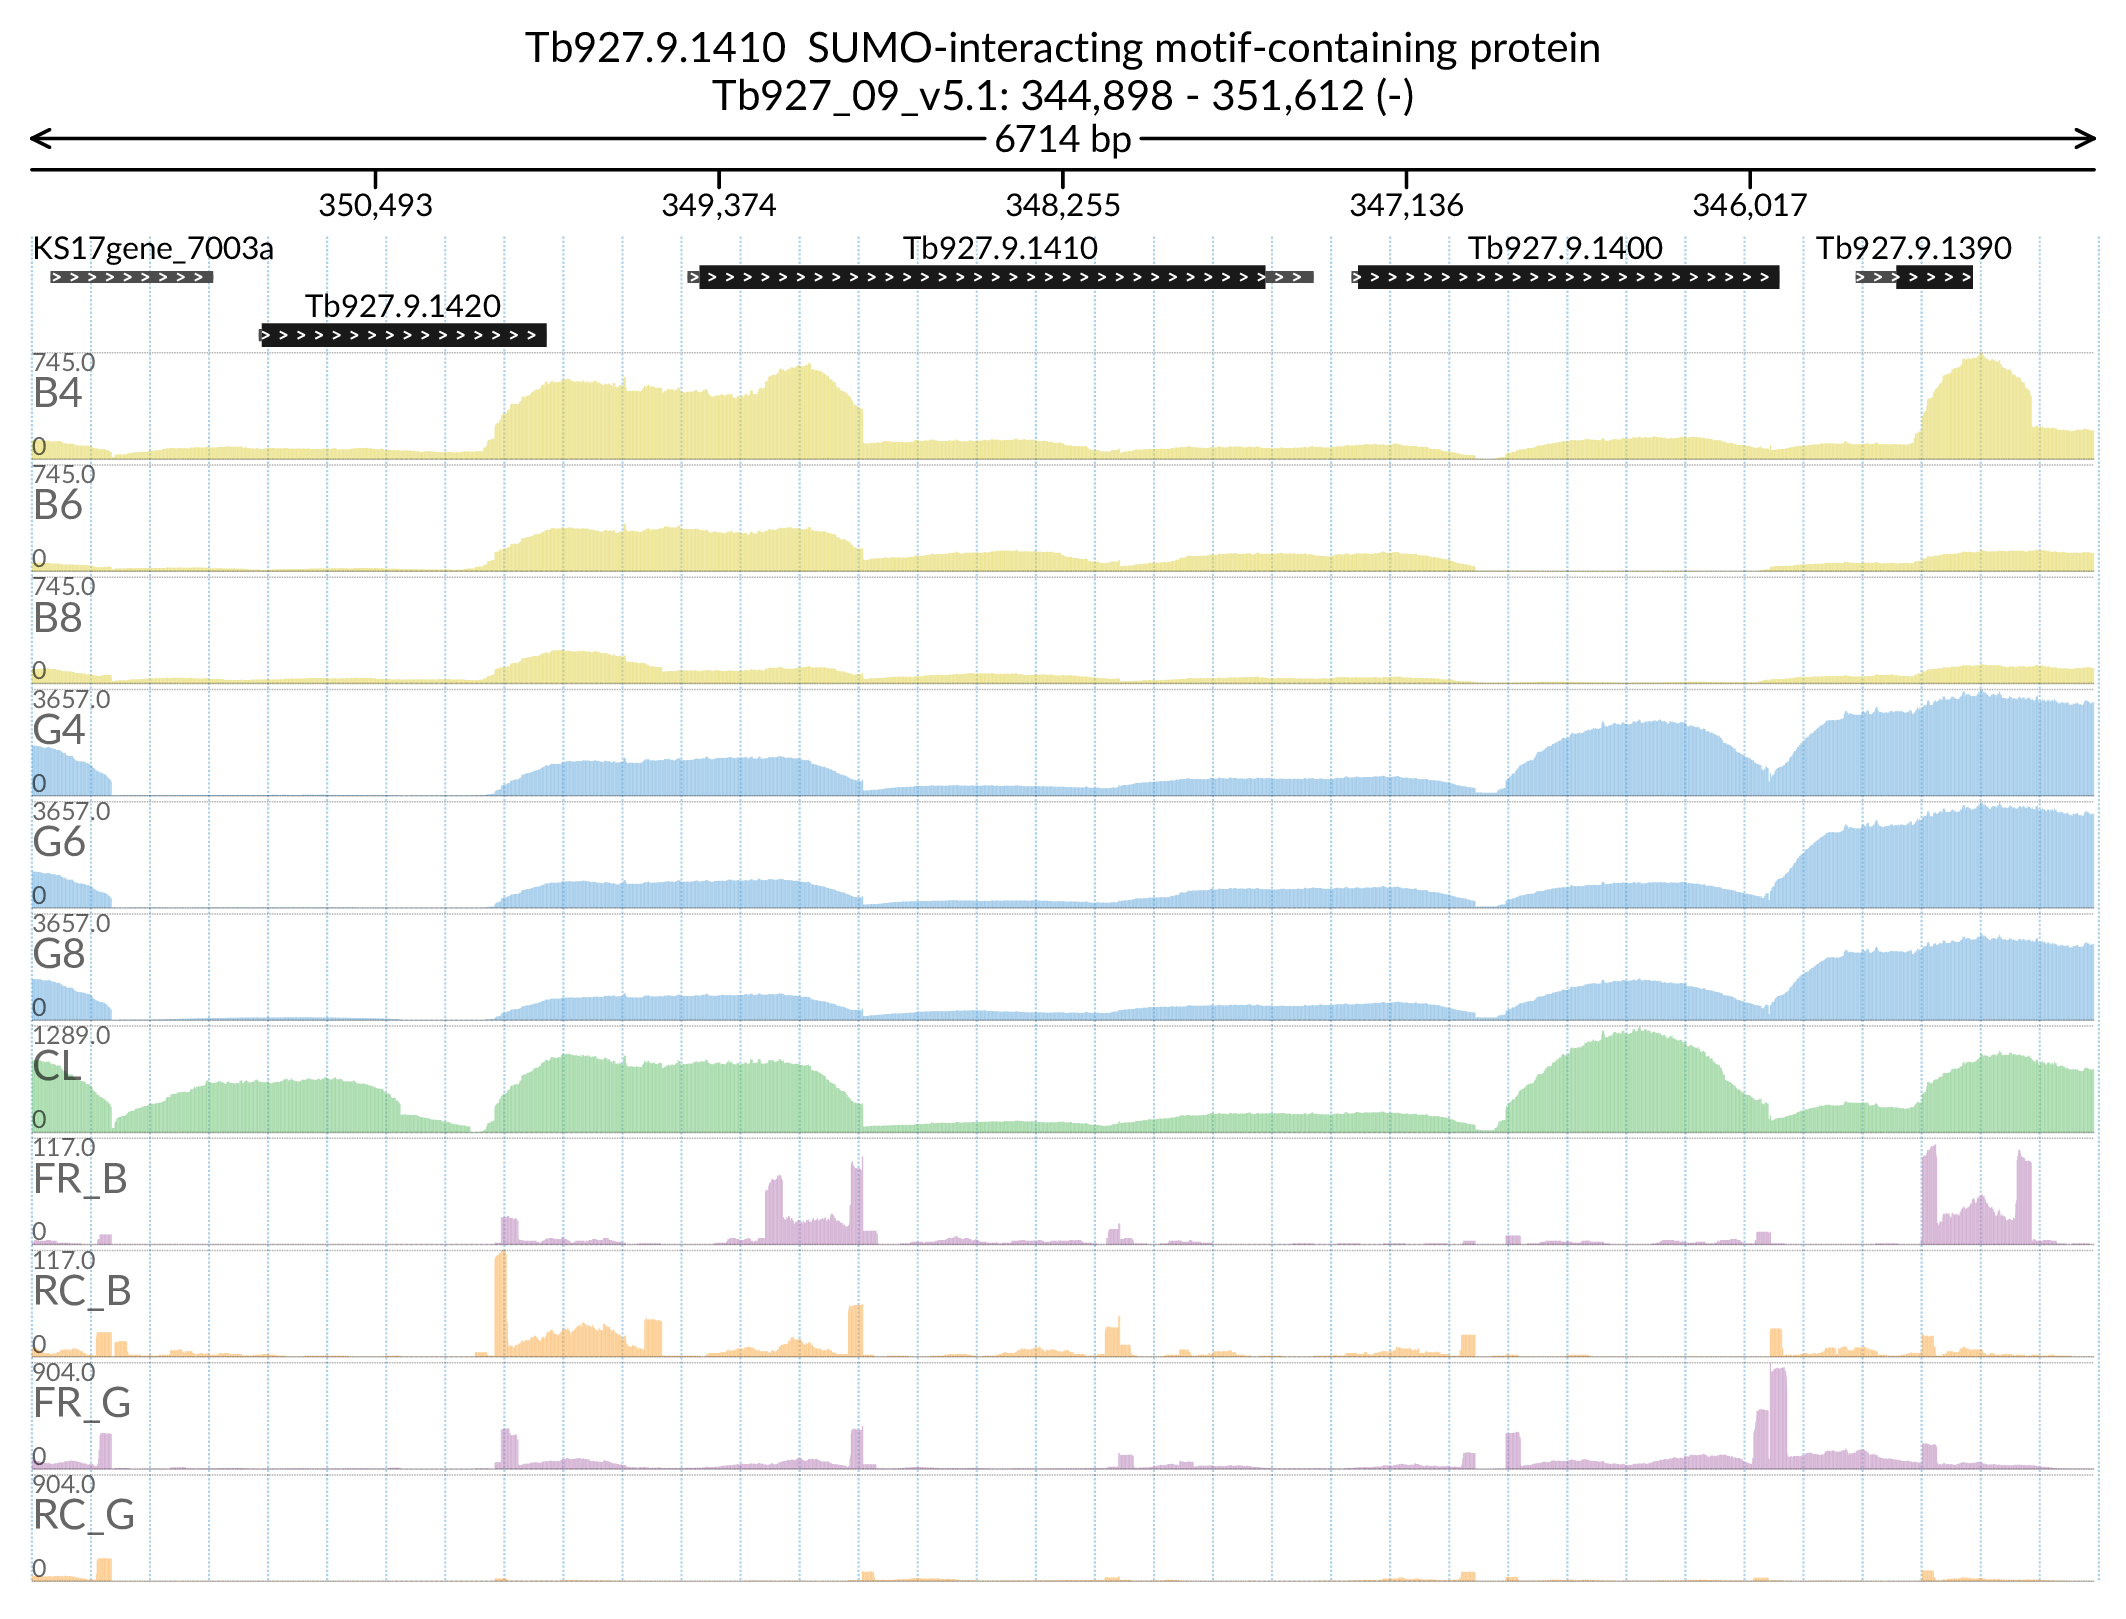 Tb927.9.1410  SUMO-interacting motif-containing protein
Tb927_09_v5.1: 344,898 - 351,612 (-)
6714 bp
350,493 349,374 348,255 347,136 346,017
KS17gene_7003a Tb927.9.1410 Tb927.9.1400 Tb927.9.1390
Tb927.9.1420
745.0
B4
0
745.0
B6
0
745.0
B8
0
3657.0
G4
0
3657.0
G6
0
3657.0
G8
0
1289.0
CL
0
117.0
FR_B
0
117.0
RC_B
0
904.0
FR_G
0
904.0
RC_G
0